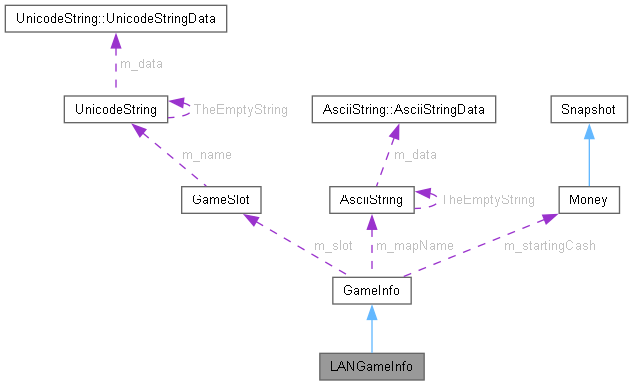 UnicodeString::UnicodeStringData
m_data
UnicodeString
TheEmptyString
AsciiString::AsciiStringData
Snapshot
m_name
m_data
GameSlot
AsciiString
TheEmptyString
Money
m_slot
m_mapName
m_startingCash
GameInfo
LANGameInfo